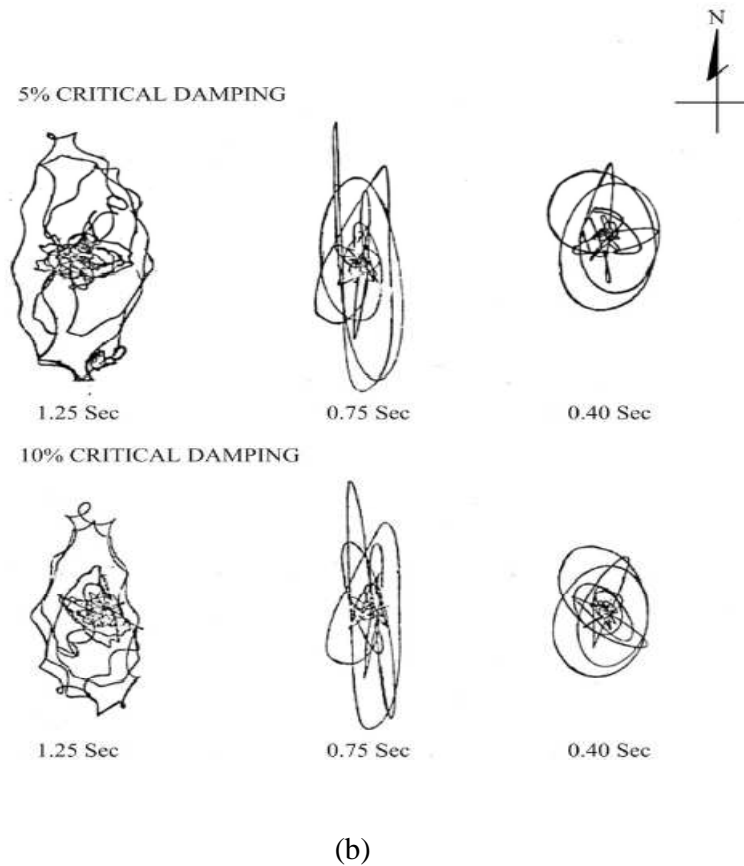 N
5% CRITICAL DAMPING
1.25 Sec 0.75 Sec 0.40 Sec
10% CRITICAL DAMPING
1.25 Sec 0.75 Sec 0.40 Sec
(b)